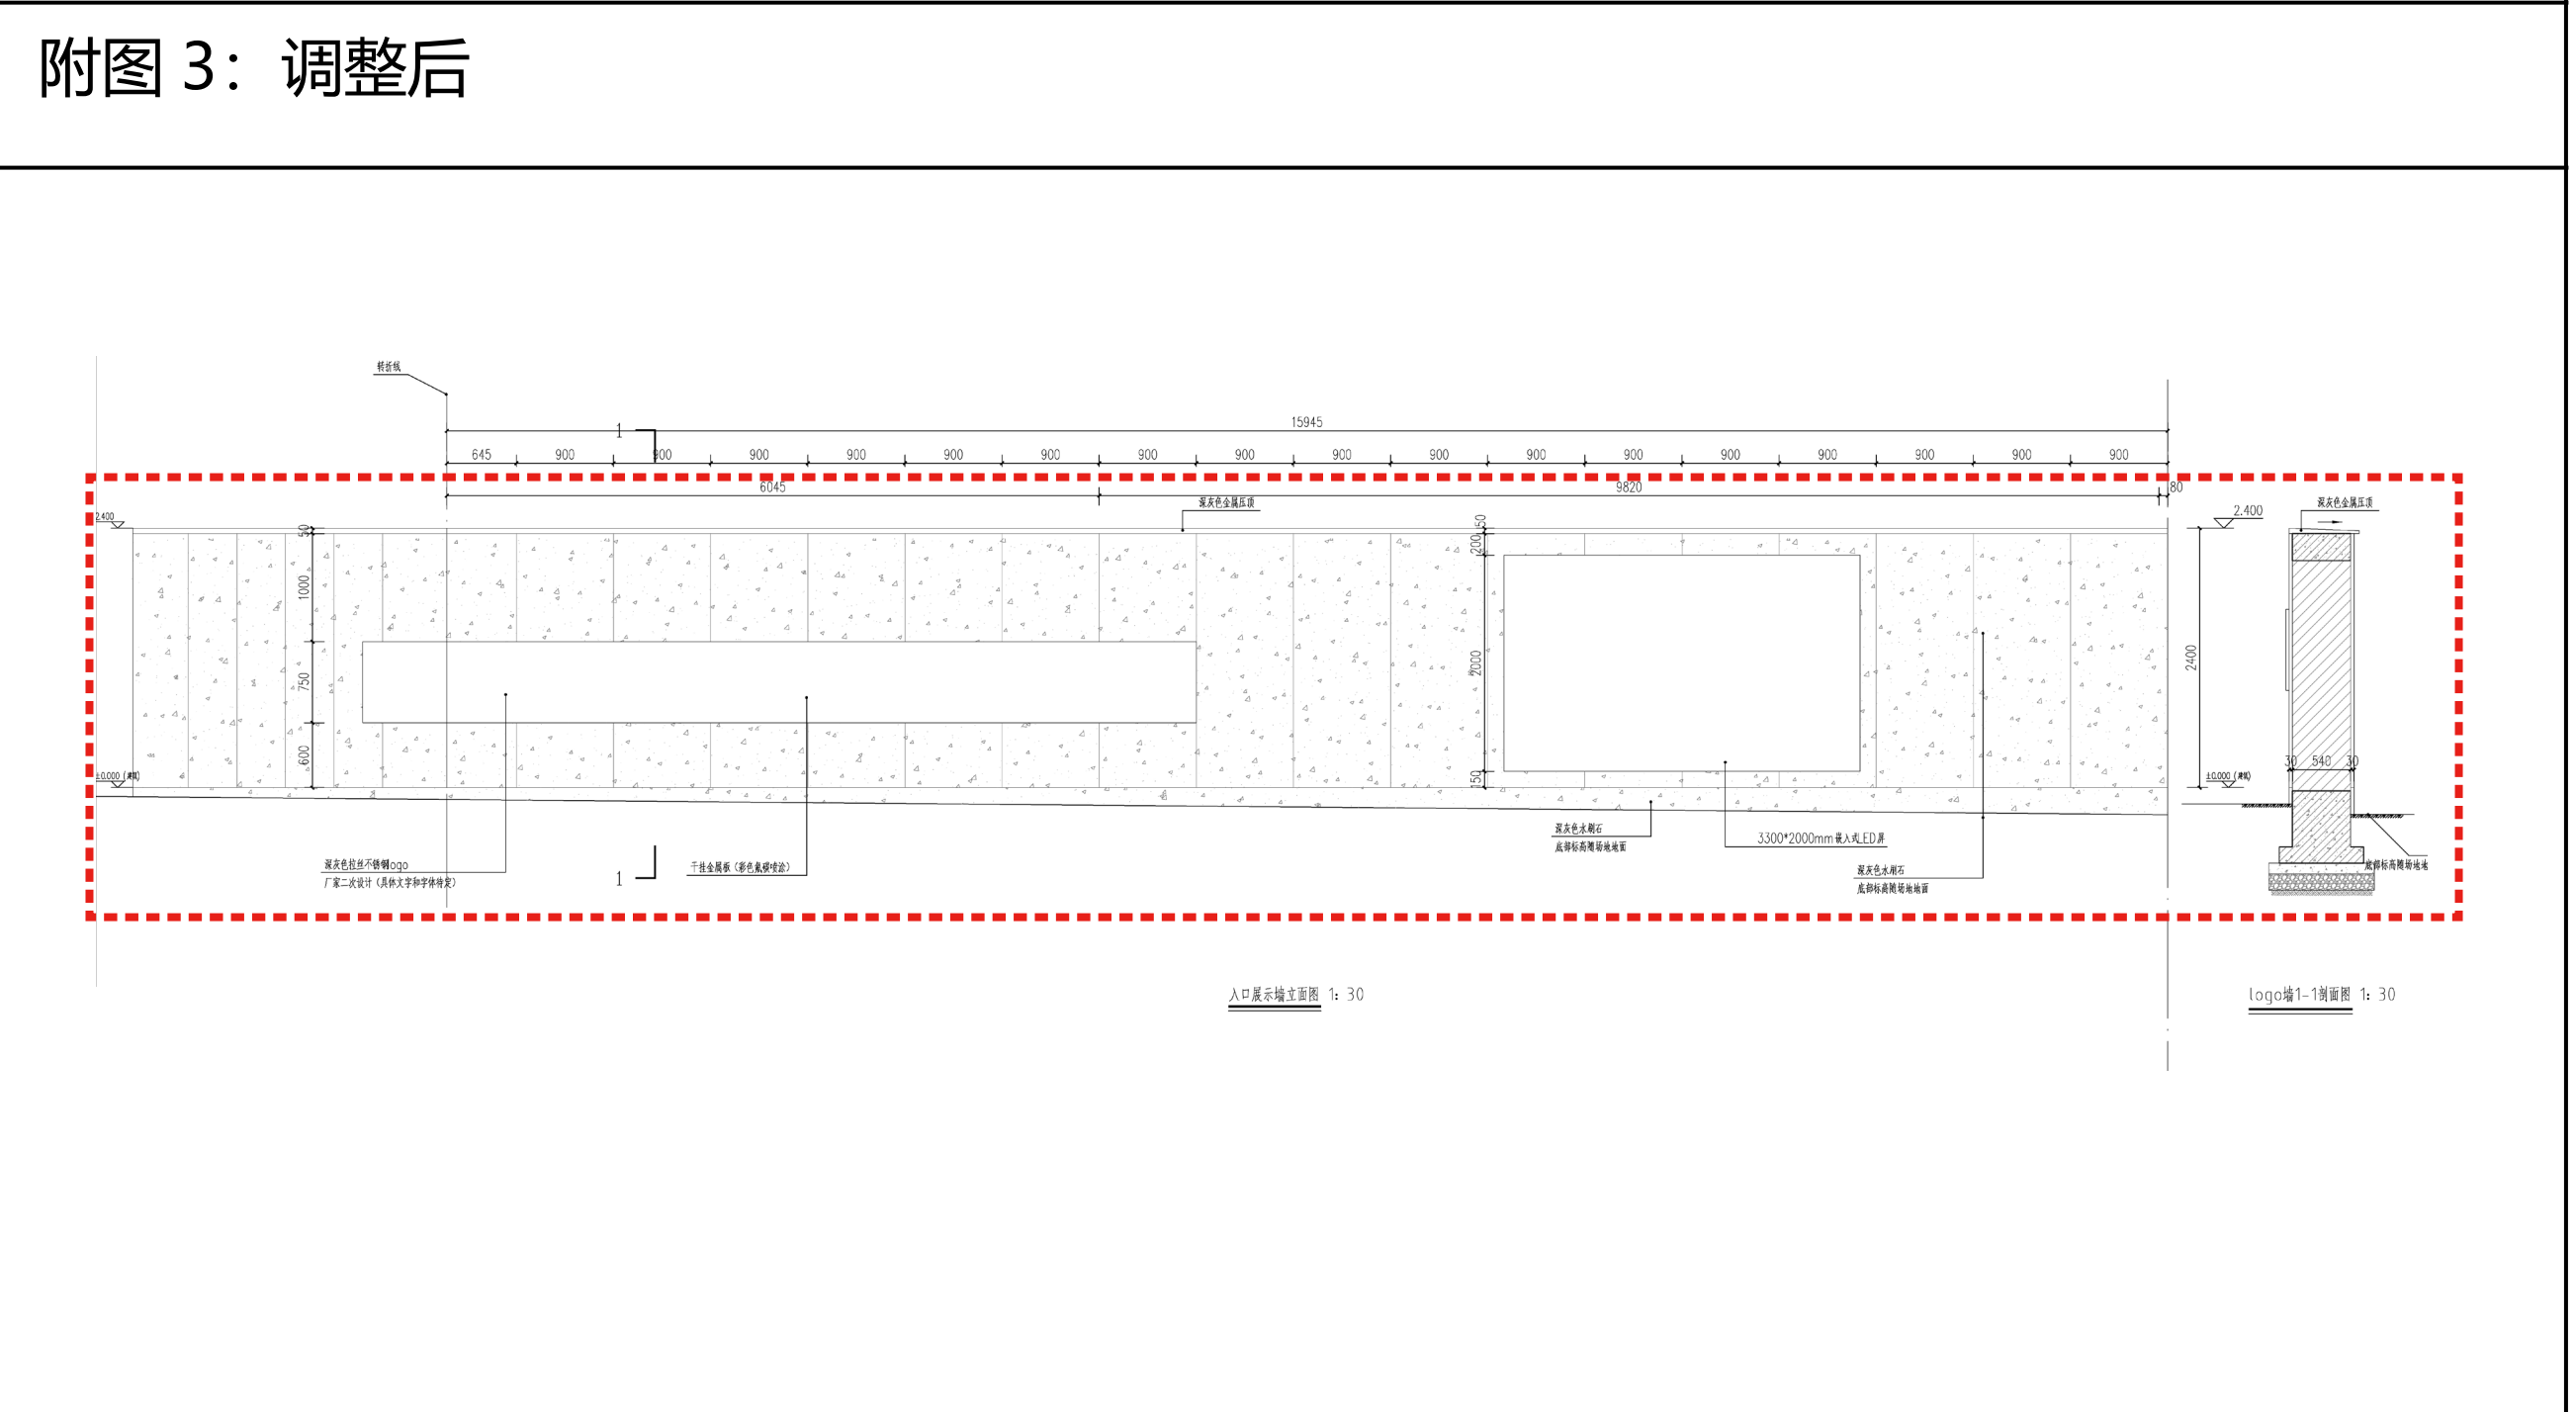 附图 3：调整后
转折线
15945
1
645 900 900 900 900 900 900 900 900 900 900 900 900 900 900 900 900 900
6045 9820 80
深灰色金属压顶
深灰色金属压顶
2.400
2.400
50
1000
750
600
50
200
2000
150
2400
30 540 30
±0.000（建筑）
±0.000（建筑）
深灰色水刷石
底部标高随场地地面
3300*2000mm嵌入式LED屏
深灰色拉丝不锈钢logo
厂家二次设计（具体文字和字体待定）
1
干挂金属板（彩色氟碳喷涂）
深灰色水刷石
底部标高随场地地面
底部标高随场地地
入口展示墙立面图 1：30
logo墙1-1剖面图 1：30